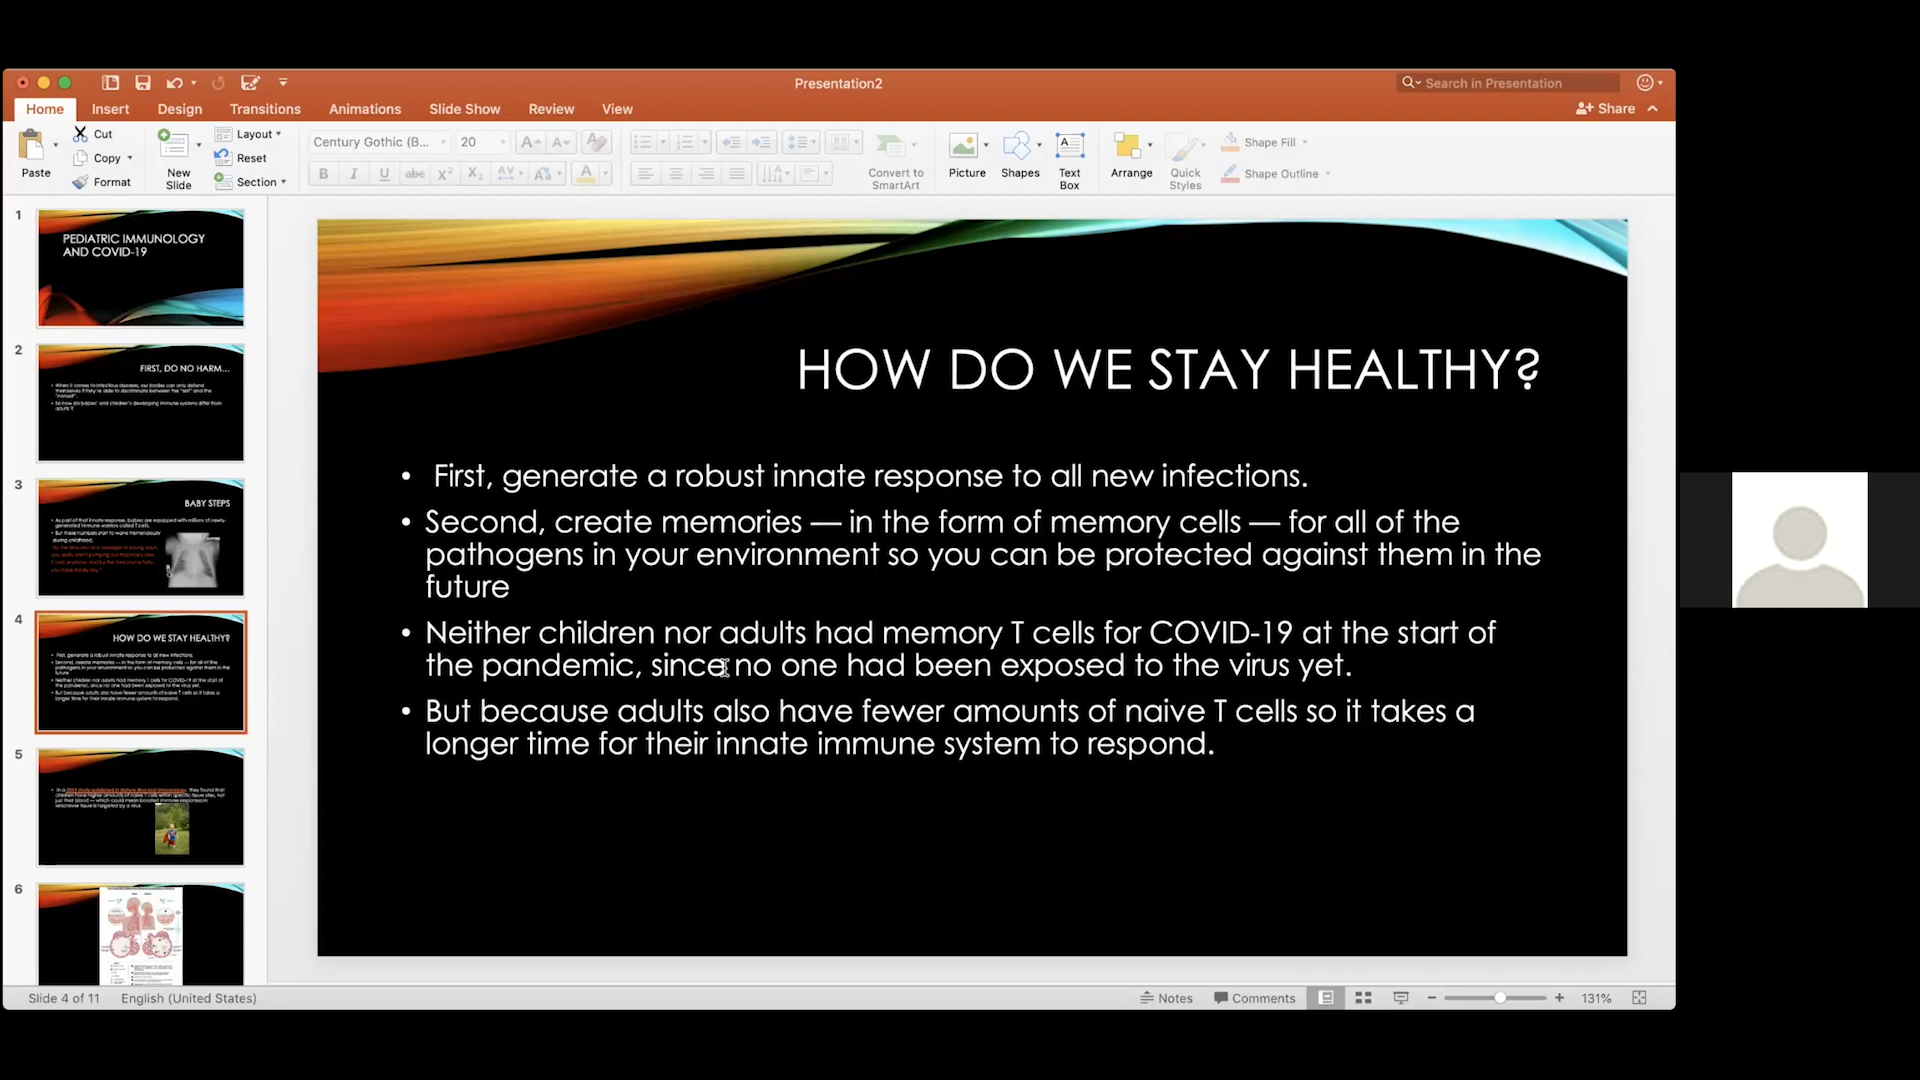 Presentation2
Search in Presentation
Home Insert Design Transitions Animations Slide Show Review View
Share
Paste
Cut
Copy
Format
New
Slide
Layout
Reset
Section
Century Gothic (B... 20
Convert to
SmartArt
Picture
Shapes
Text
Box
Arrange
Quick
Styles
Shape Fill
Shape Outline
1
PEDIATRIC IMMUNOLOGY
AND COVID-19
2
FIRST, DO NO HARM...
3
BABY STEPS
4
HOW DO WE STAY HEALTHY?
5
6
HOW DO WE STAY HEALTHY?
• First, generate a robust innate response to all new infections.
• Second, create memories — in the form of memory cells — for all of the
pathogens in your environment so you can be protected against them in the
future
• Neither children nor adults had memory T cells for COVID-19 at the start of
the pandemic, since no one had been exposed to the virus yet.
• But because adults also have fewer amounts of naive T cells so it takes a
longer time for their innate immune system to respond.
Slide 4 of 11 English (United States)
Notes Comments 131%